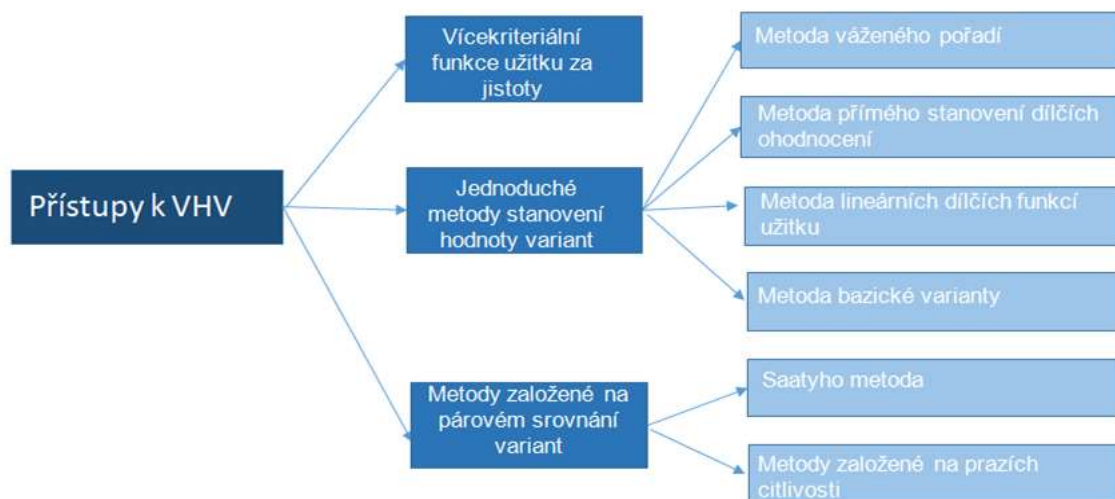 Přístupy k VHV
Vícekriteriální
funkce užitku za
jistoty
Jednoduché
metody stanovení
hodnoty variant
Metody založené na
párovém srovnání
variant
Metoda váženého pořadí
Metoda přímého stanovení dílčích
ohodnocení
Metoda lineárních dílčích funkcí
užitku
Metoda bazické varianty
Saatyho metoda
Metody založené na prazích
citlivosti